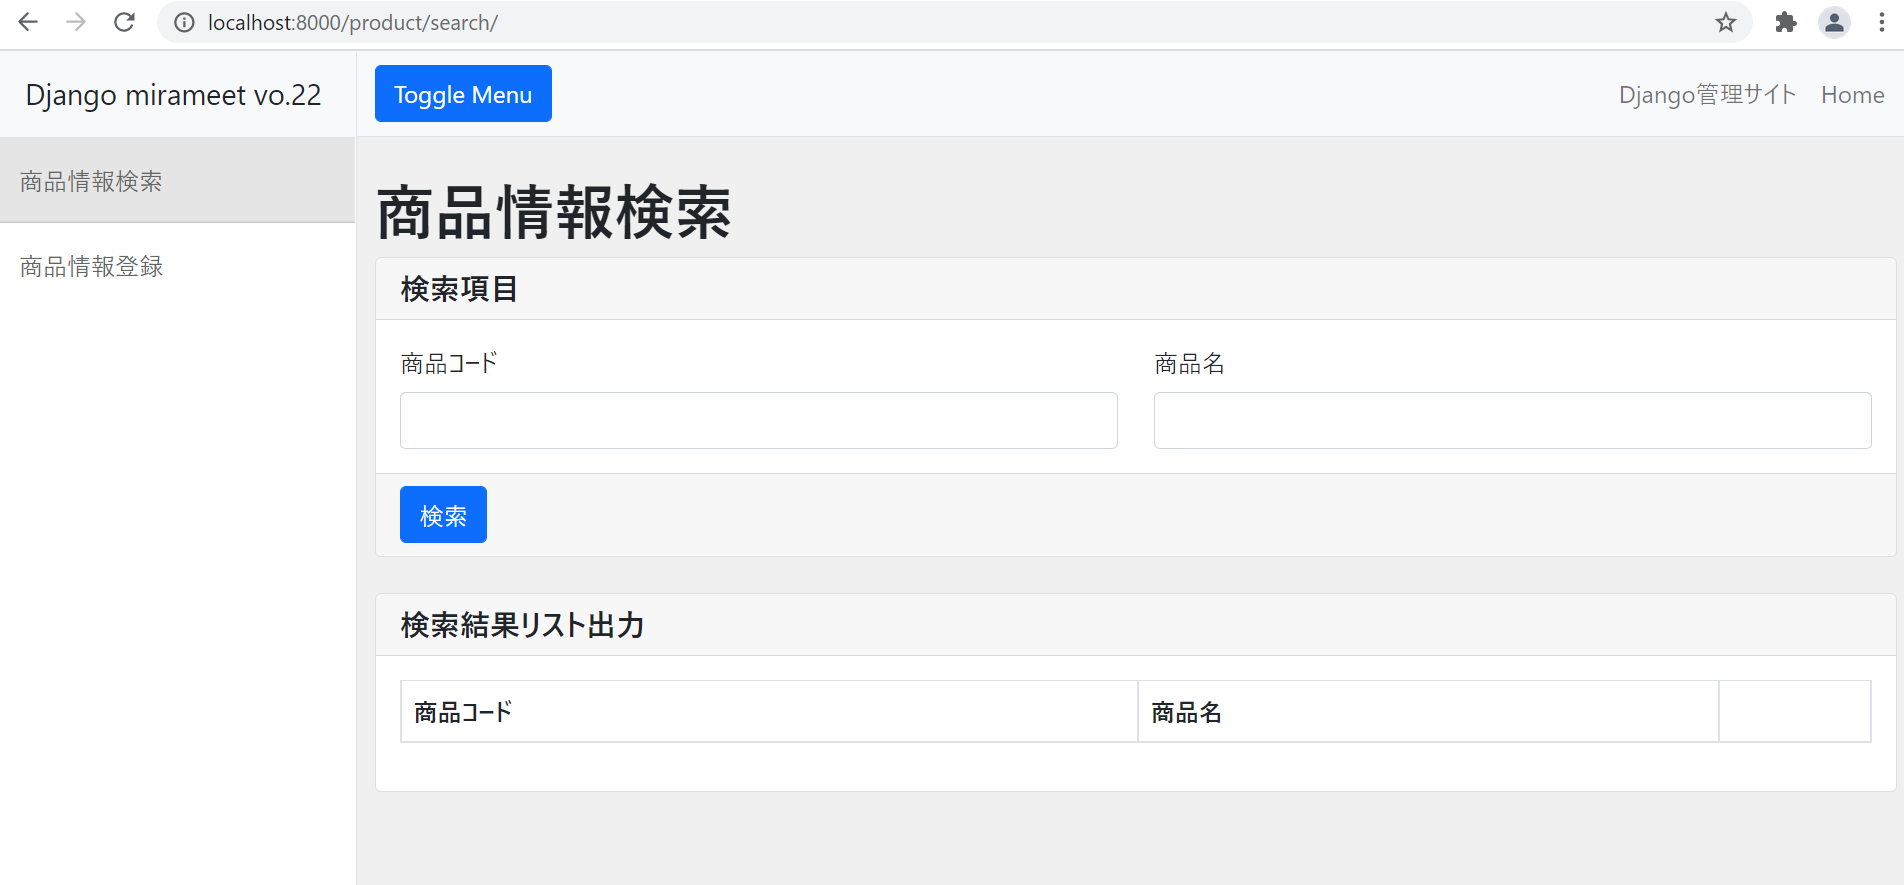 localhost:8000/product/search/
Django mirameet vo.22
Toggle Menu
Django管理サイト
Home
商品情報検索
商品情報登録
商品情報検索
検索項目
商品コード
商品名
検索
検索結果リスト出力
商品コード
商品名